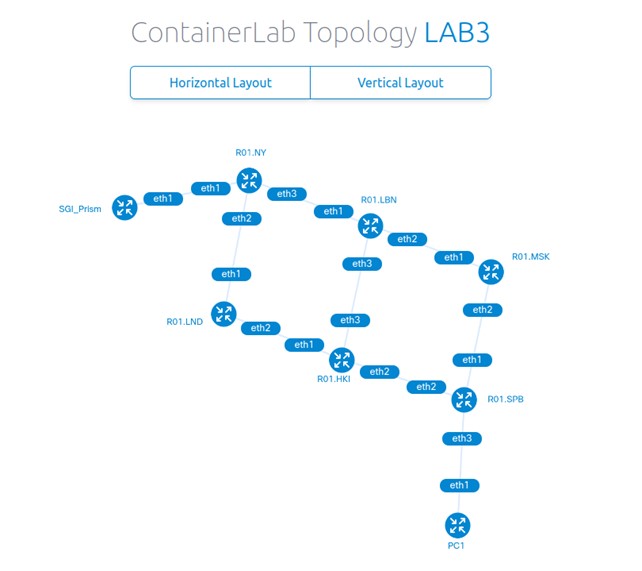 ContainerLab Topology LAB3
Horizontal Layout
Vertical Layout
R01.NY
eth1
eth1
eth3
SGI_Prism
eth1
R01.LBN
eth2
eth2
eth1
R01.MSK
eth3
eth1
eth2
R01.LND
eth2
eth3
eth1
eth1
R01.HKI
eth2
eth2
R01.SPB
eth3
eth1
PC1